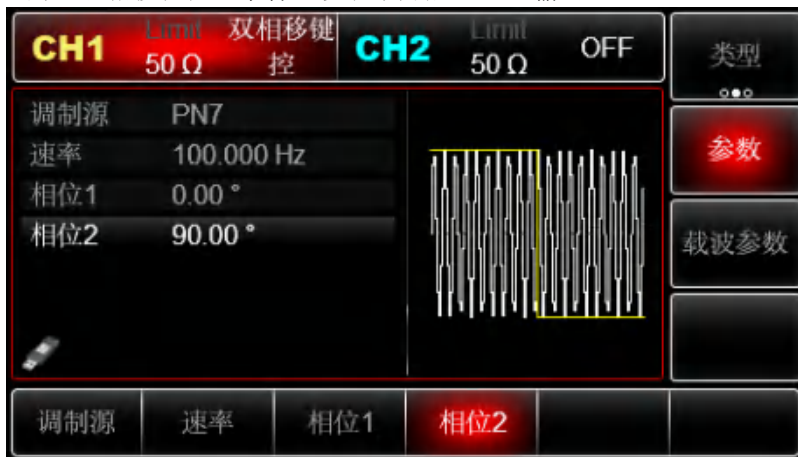 CH1
Limit
50 Ω
双相移键
控
CH2
Limit
50 Ω
OFF
类型
调制源 PN7
速率 100.000 Hz
相位1 0.00 °
相位2 90.00 °
参数
载波参数
调制源
速率
相位1
相位2